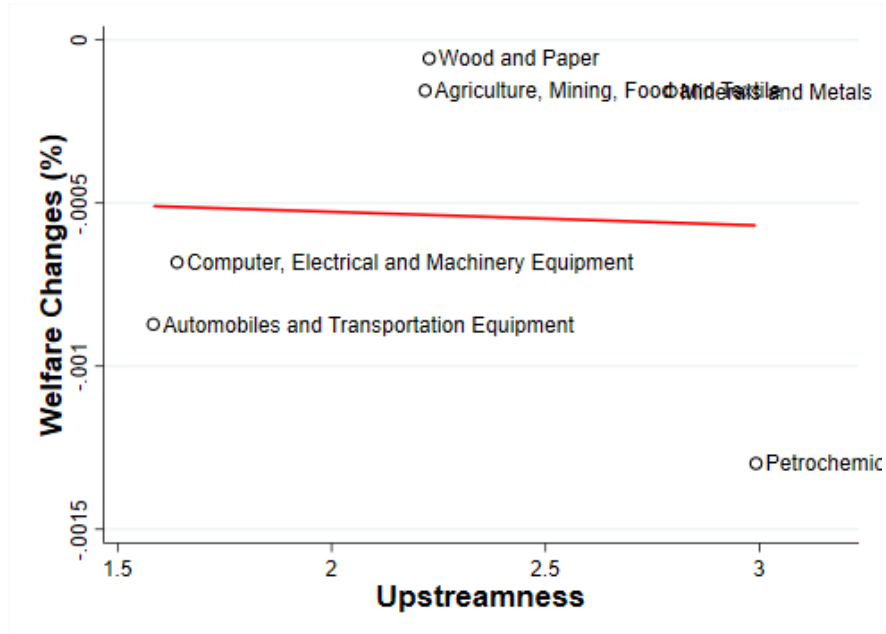 0
-.0005
-.001
-.0015
Welfare Changes (%)
Wood and Paper
Agriculture, Mining, Food and Textile
Minerals and Metals
Computer, Electrical and Machinery Equipment
Automobiles and Transportation Equipment
Petrochemic
1.5 2 2.5 3
Upstreamness